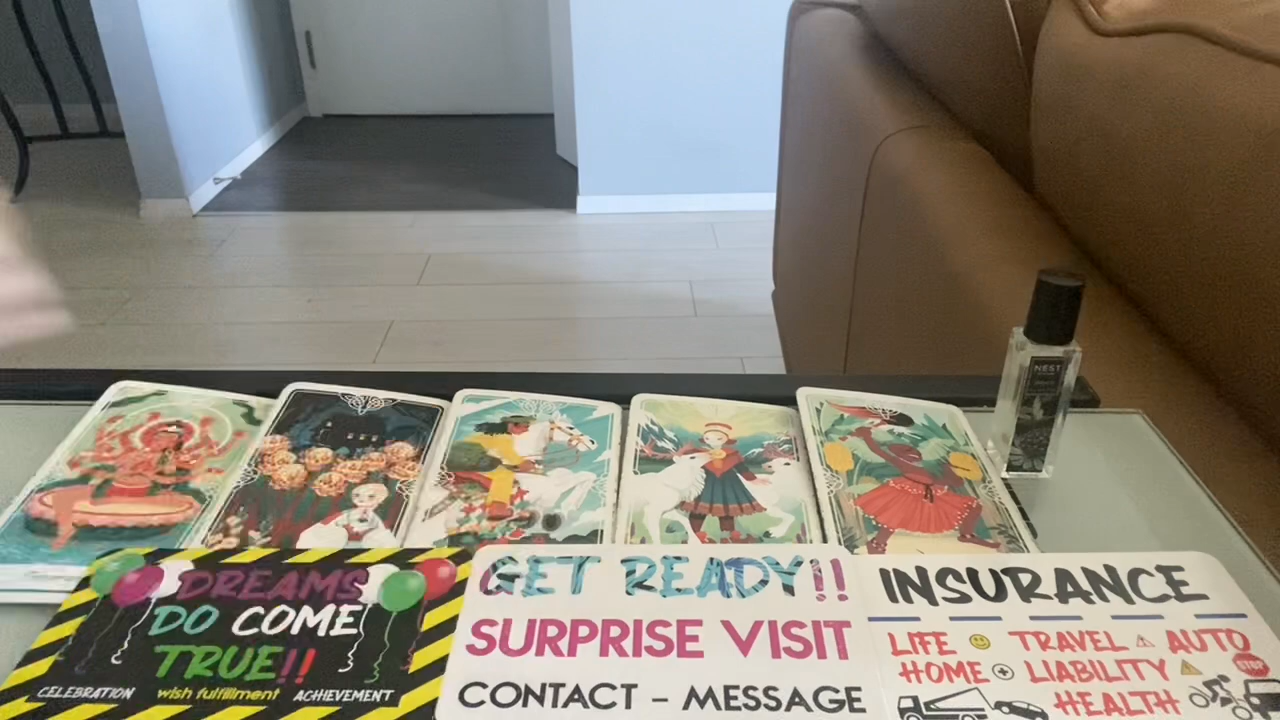 NEST
DREAMS
DO COME
TRUE!!
CELEBRATION wish fulfillment ACHIEVEMENT
GET READY!!
SURPRISE VISIT
CONTACT - MESSAGE
INSURANCE
LIFE TRAVEL AUTO
HOME LIABILITY STOP
HEALTH